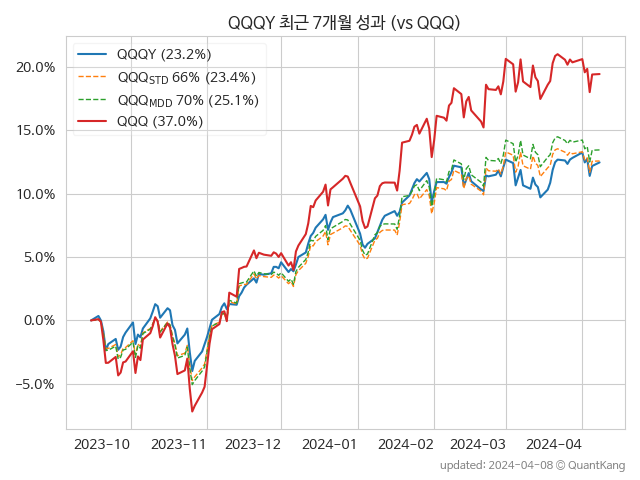 QQQY 최근 7개월 성과 (vs QQQ)
QQQY (23.2%)
QQQSTD 66% (23.4%)
QQQMDD 70% (25.1%)
QQQ (37.0%)
20.0%
15.0%
10.0%
5.0%
0.0%
−5.0%
2023-10 2023-11 2023-12 2024-01 2024-02 2024-03 2024-04
updated: 2024-04-08 © QuantKang